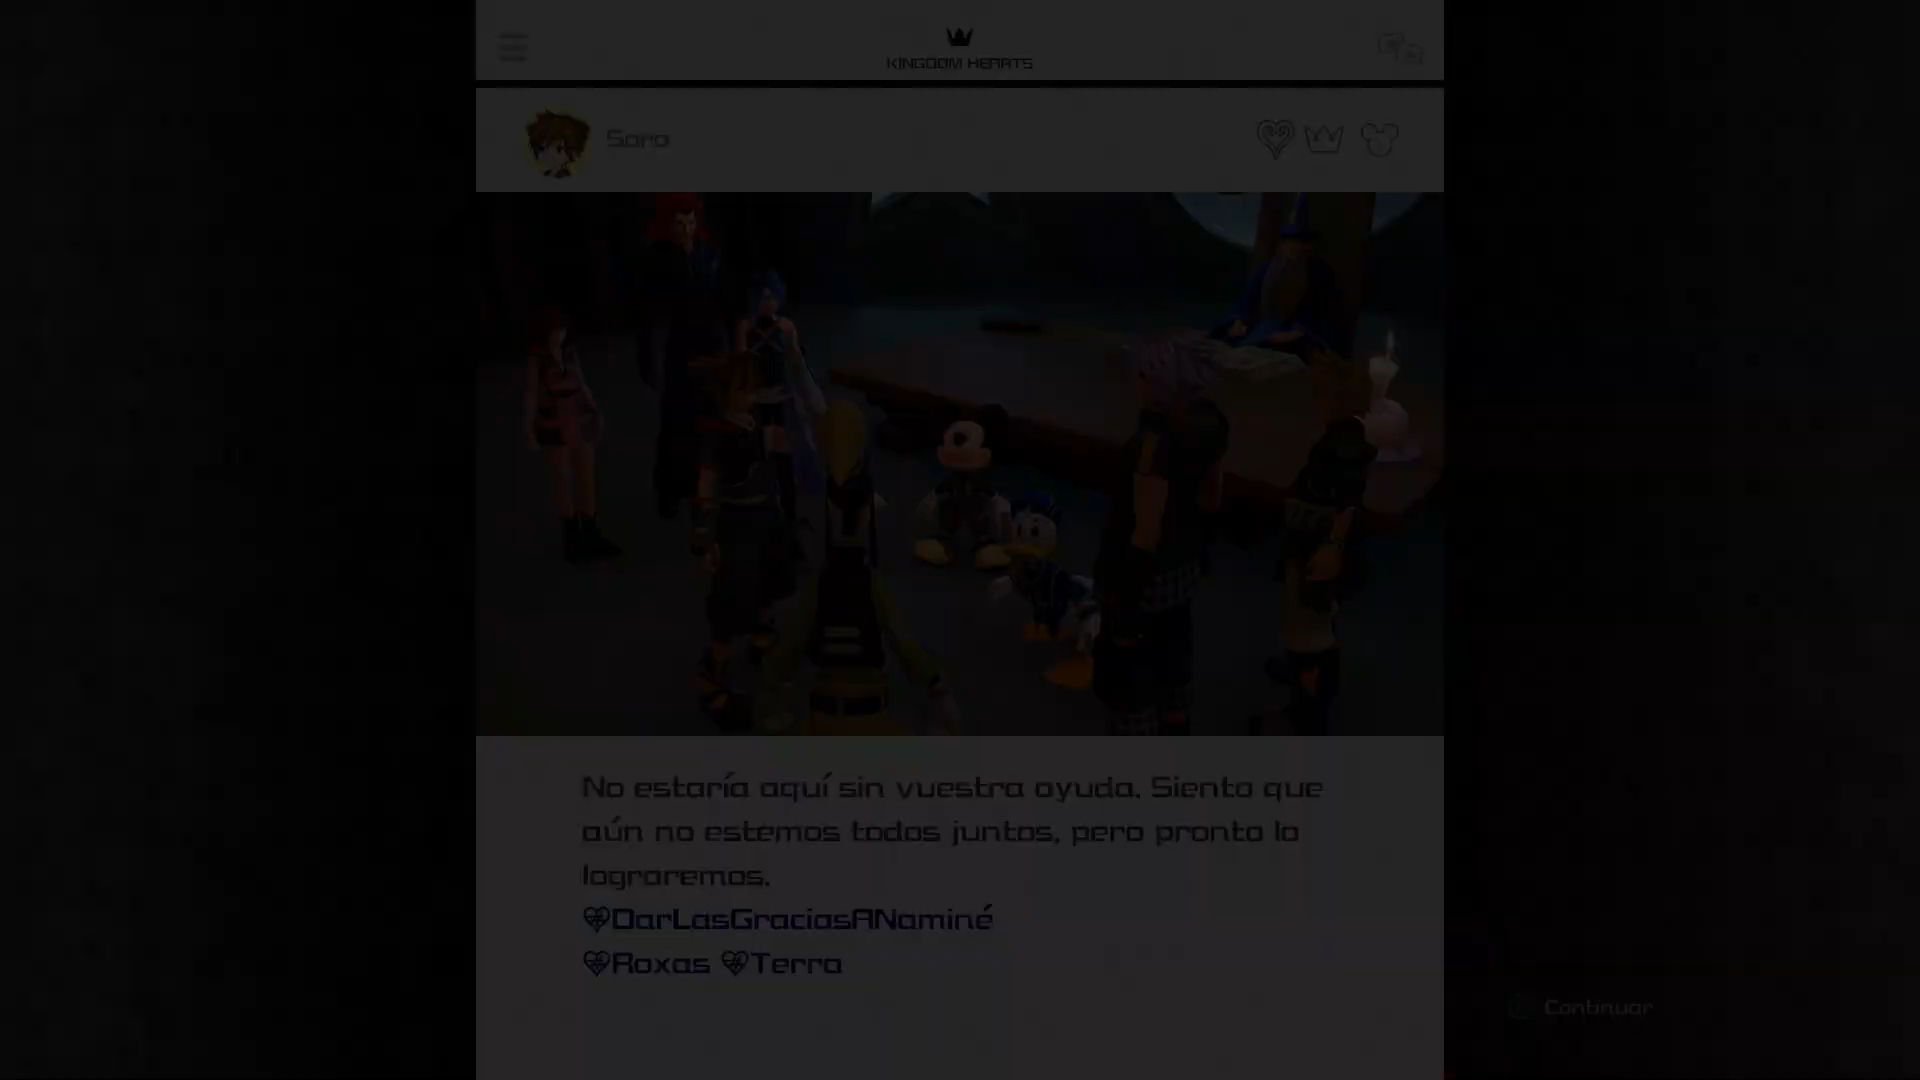 KINGDOM HEARTS
Sora
No estaría aquí sin vuestra ayuda. Siento que
aún no estemos todos juntos, pero pronto lo
lograremos.
DarLasGraciasANaminé
Roxas Terra
Continuar